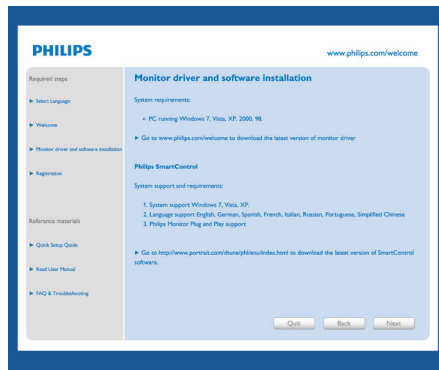 PHILIPS
www.philips.com/welcome
Required steps
► Select Language
► Welcome
► Monitor driver and software installation
► Registration
Reference materials
► Quick Setup Quide
► Read User Manual
► FAQ & Troubleshooting
Monitor driver and software installation
System requirements:
• PC running Windows 7, Vista, XP, 2000, 98.
► Go to www.philips.com/welcome to download the latest version of monitor driver
Philips SmartControl
System support and requirements:
1. System support Windows 7, Vista, XP.
2. Language support English, German, Spanish, French, Italian, Russian, Portuguese, Simplified Chinese
3. Philips Monitor Plug and Play support
► Go to http://www.portrait.com/dtune/phl/enu/index.html to download the latest version of SmartControl
software.
Quit
Back
Next